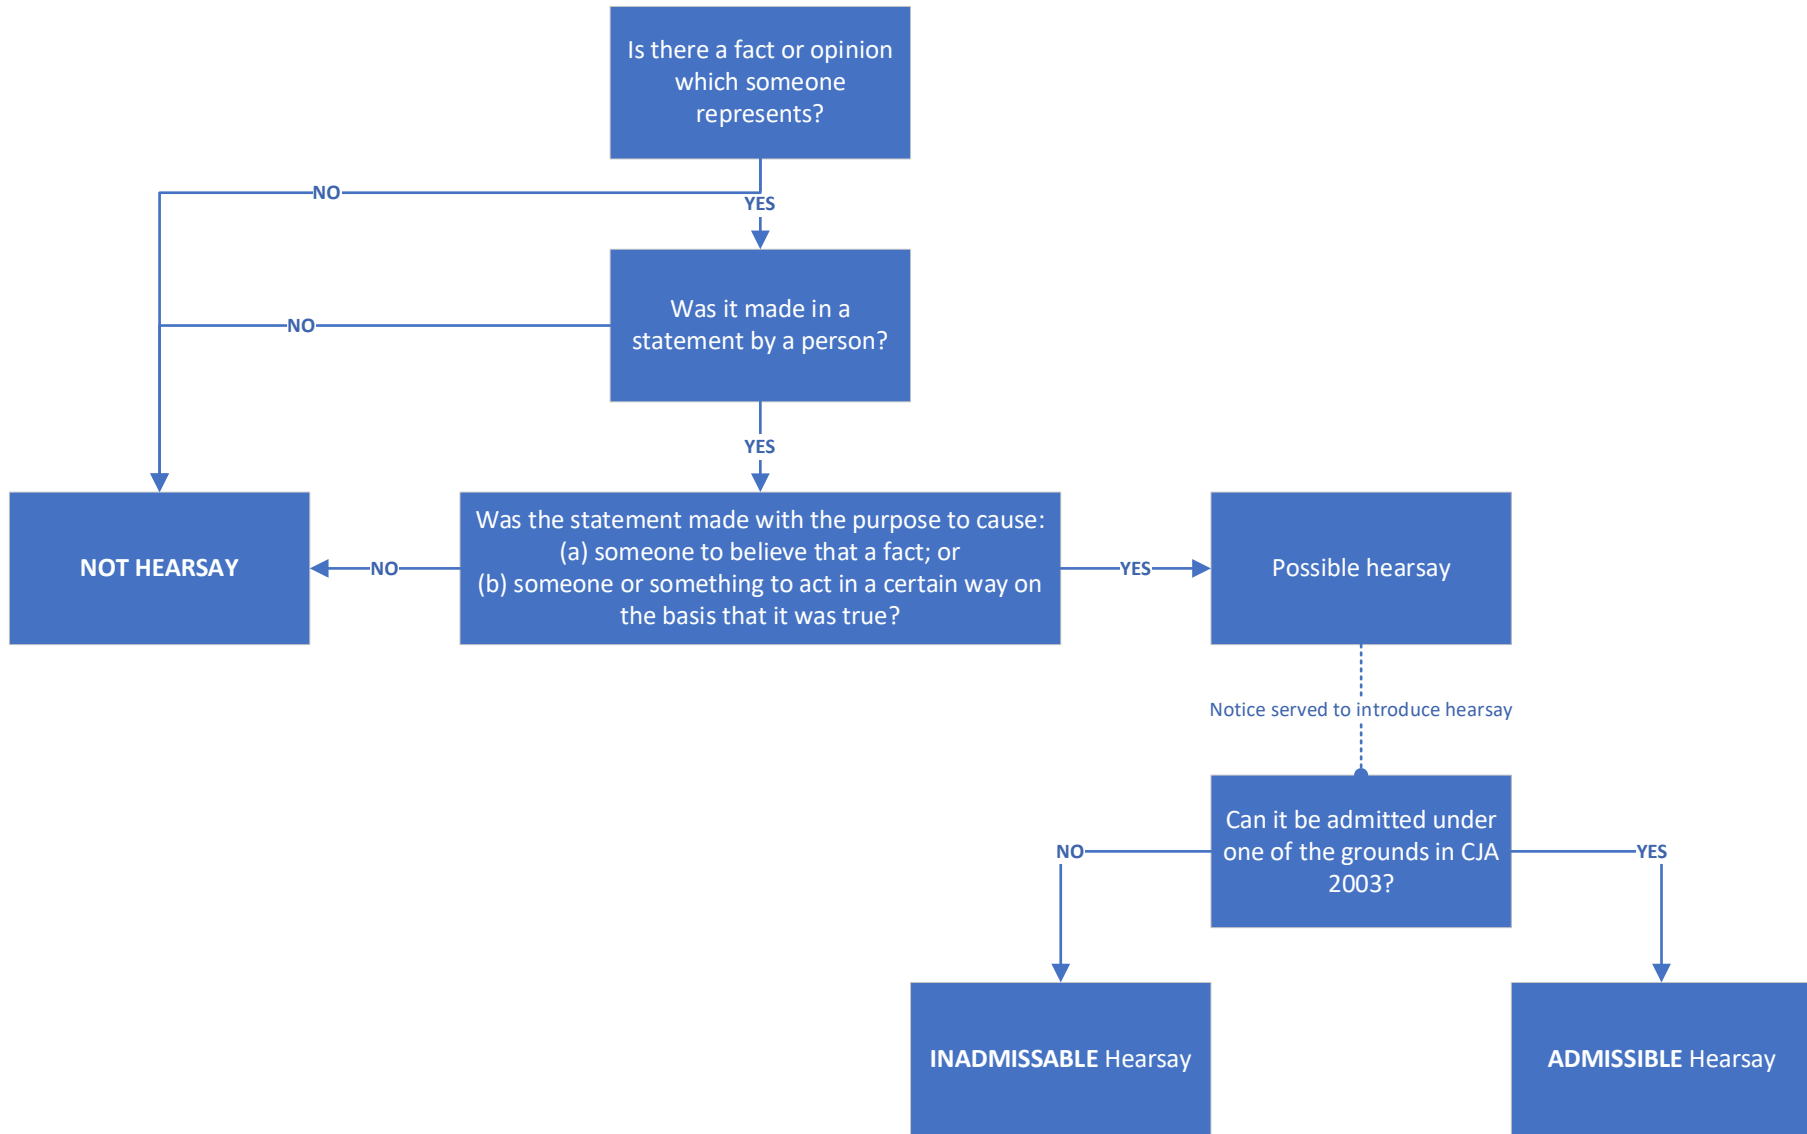 Is there a fact or opinion
which someone
represents?
NO
YES
Was it made in a
statement by a person?
NO
YES
NOT HEARSAY
NO
Was the statement made with the purpose to cause:
(a) someone to believe that a fact; or
(b) someone or something to act in a certain way on
the basis that it was true?
YES
Possible hearsay
Notice served to introduce hearsay
Can it be admitted under
one of the grounds in CJA
2003?
NO
YES
INADMISSABLE Hearsay
ADMISSIBLE Hearsay